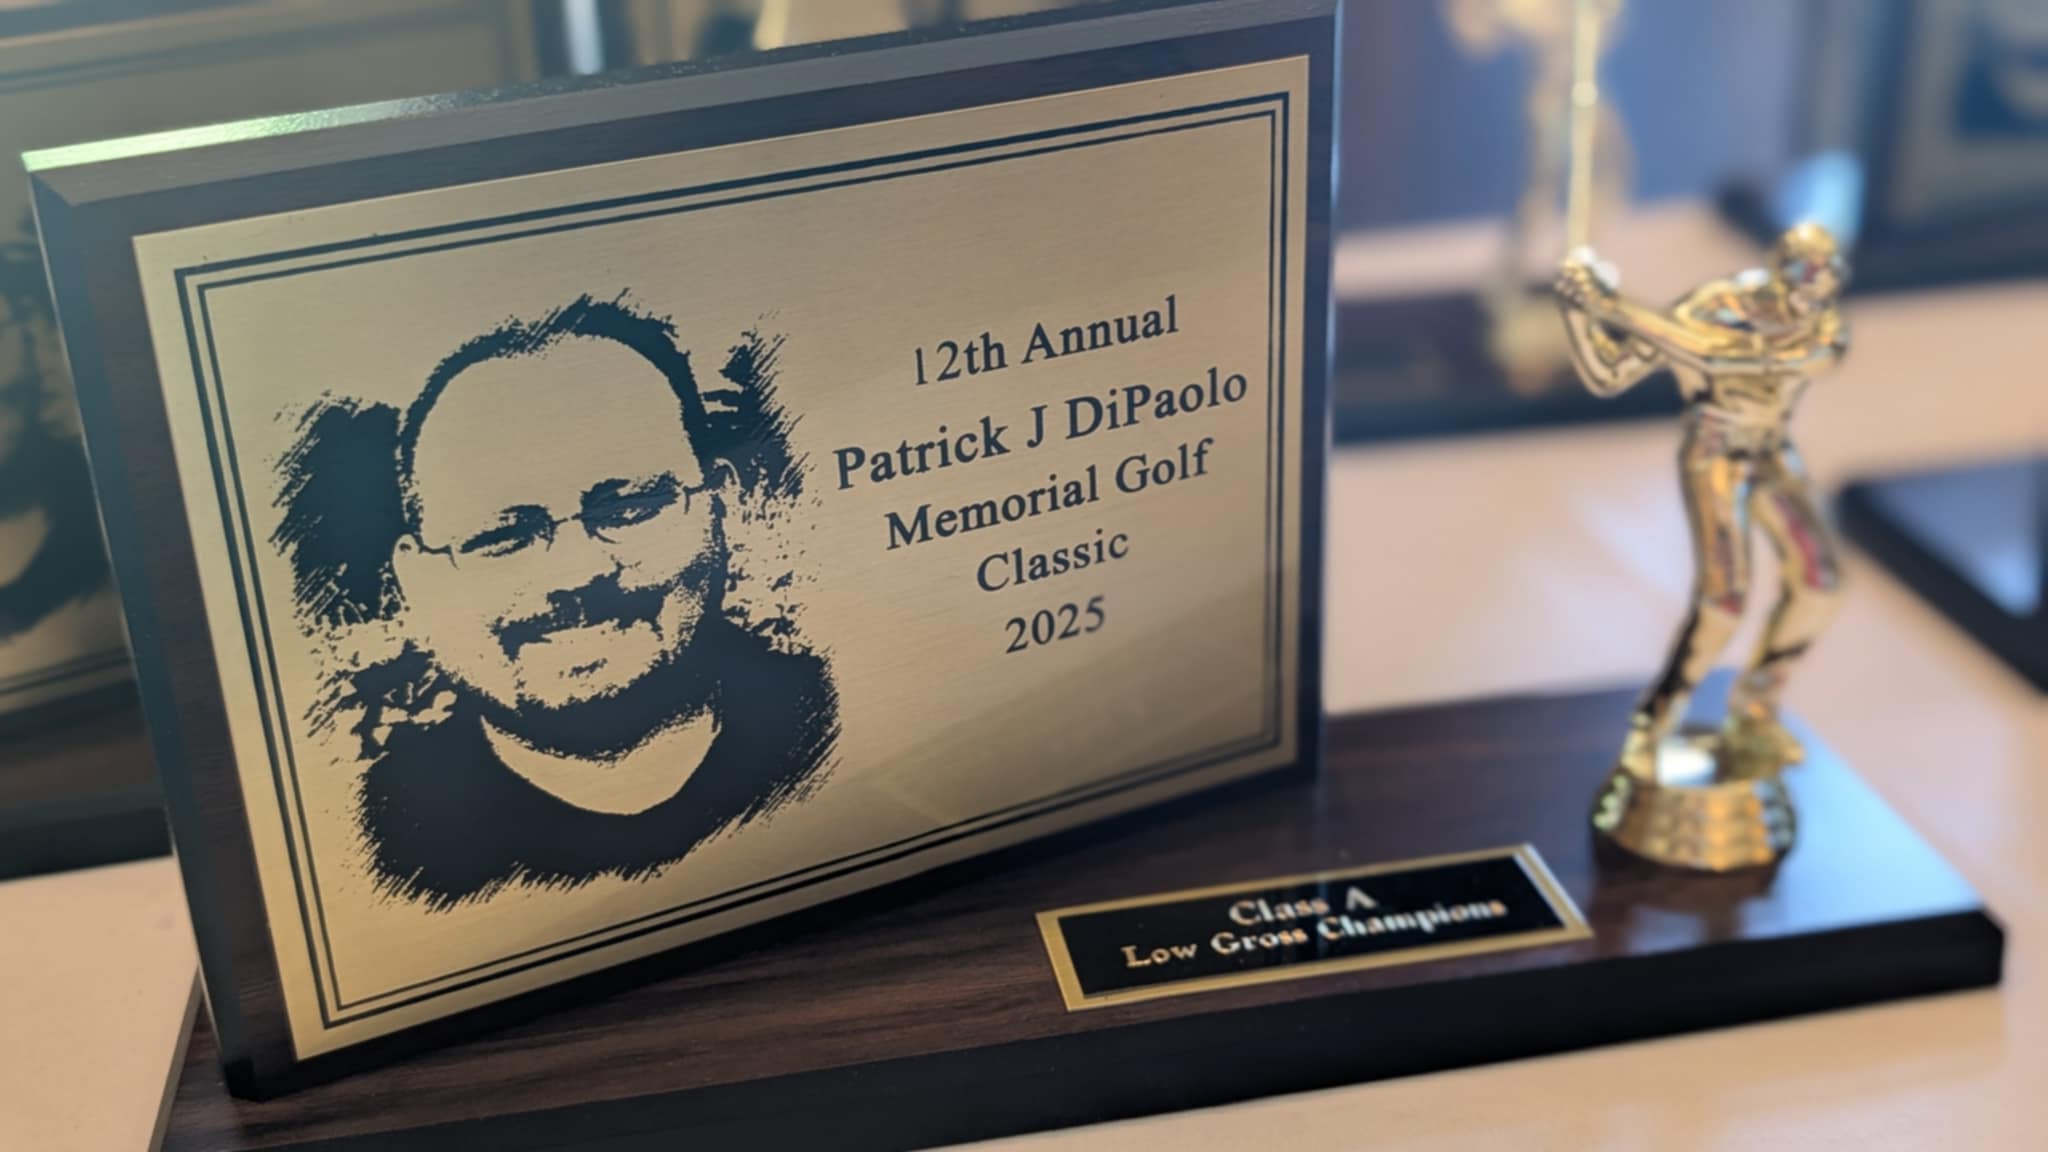 12th Annual
Patrick J DiPaolo
Memorial Golf
Classic
2025
Class A
Low Gross Champions